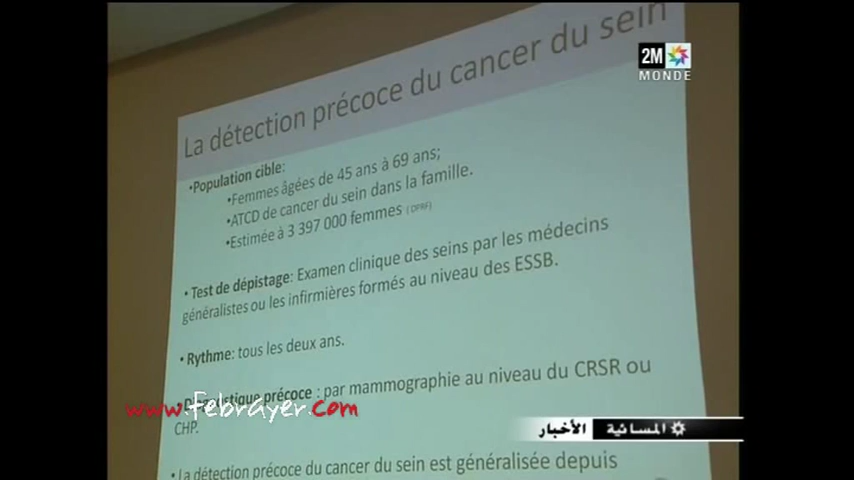 La détection précoce du cancer du sein
2M
MONDE
•Population cible:
•Femmes âgées de 45 ans à 69 ans;
•ATCD de cancer du sein dans la famille.
•Estimée à 3 397 000 femmes (DPRF)
• Test de dépistage: Examen clinique des seins par les médecins
généralistes ou les infirmières formés au niveau des ESSB.
• Rythme: tous les deux ans.
• Diagnostique précoce : par mammographie au niveau du CRSR ou
CHP.
www.febrayer.com
المسائية الأخبار
• La détection précoce du cancer du sein est généralisée depuis